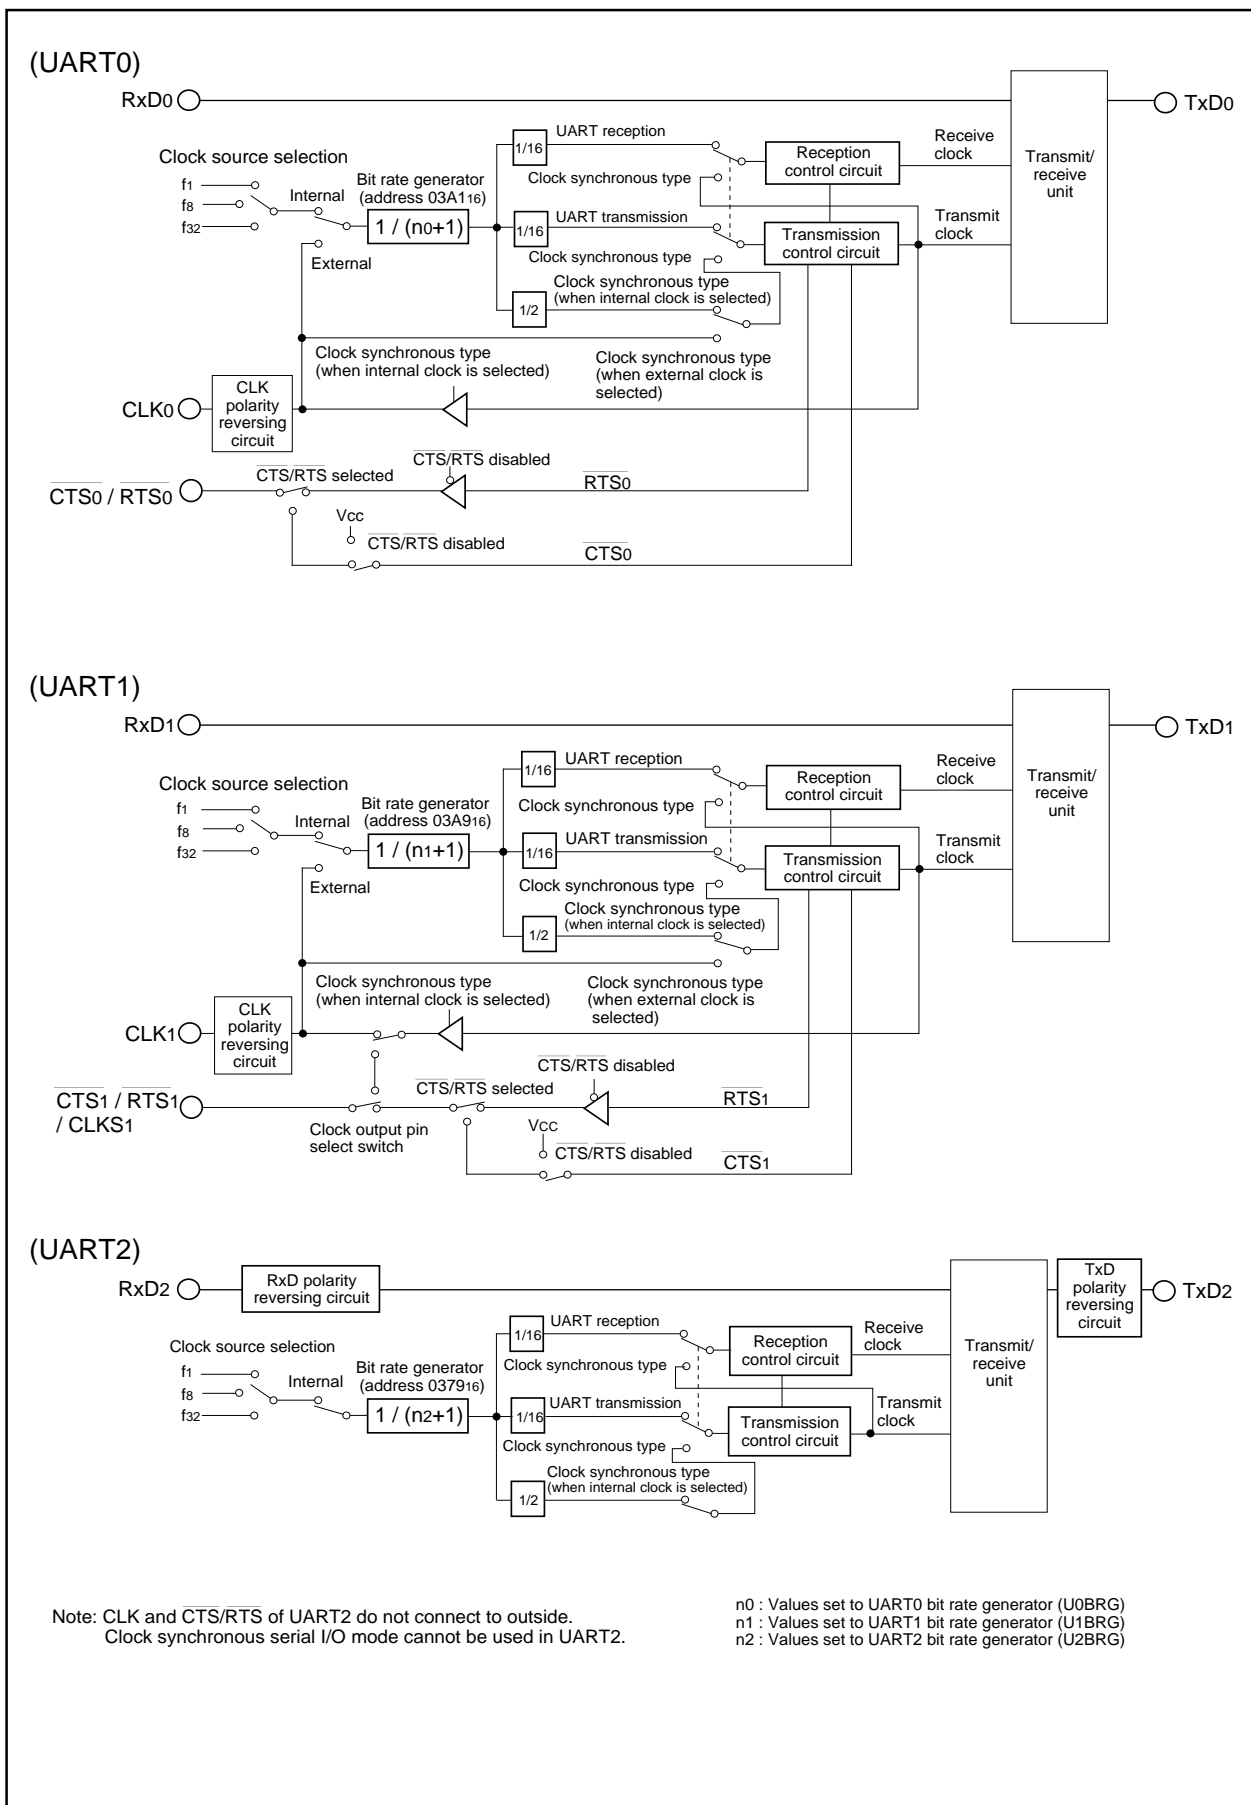 (UART0)
RxD0
TxD0
UART reception
1/16
Reception
control circuit
Receive
clock
Transmit/
receive
unit
Clock source selection
Clock synchronous type
f1
f8
f32
Internal
Bit rate generator
(address 03A116)
1 / (n0+1)
UART transmission
1/16
Transmission
control circuit
Transmit
clock
External
Clock synchronous type
Clock synchronous type
(when internal clock is selected)
1/2
Clock synchronous type
(when internal clock is selected)
Clock synchronous type
(when external clock is
selected)
CLK0
CLK
polarity
reversing
circuit
CTS/RTS disabled
CTS/RTS selected
CTS0 / RTS0
RTS0
Vcc
CTS/RTS disabled
CTS0
(UART1)
RxD1
TxD1
UART reception
1/16
Reception
control circuit
Receive
clock
Transmit/
receive
unit
Clock source selection
Clock synchronous type
f1
f8
f32
Internal
Bit rate generator
(address 03A916)
1 / (n1+1)
UART transmission
1/16
Transmission
control circuit
Transmit
clock
External
Clock synchronous type
Clock synchronous type
(when internal clock is selected)
1/2
Clock synchronous type
(when internal clock is selected)
Clock synchronous type
(when external clock is
selected)
CLK1
CLK
polarity
reversing
circuit
CTS/RTS disabled
CTS/RTS selected
CTS1 / RTS1
/ CLKS1
RTS1
Clock output pin
select switch
VCC
CTS/RTS disabled
CTS1
(UART2)
RxD2
RxD polarity
reversing circuit
TxD
polarity
reversing
circuit
TxD2
UART reception
1/16
Reception
control circuit
Receive
clock
Transmit/
receive
unit
Clock source selection
Clock synchronous type
f1
f8
f32
Internal
Bit rate generator
(address 037916)
1 / (n2+1)
UART transmission
1/16
Transmission
control circuit
Transmit
clock
Clock synchronous type
Clock synchronous type
(when internal clock is selected)
1/2
Note: CLK and CTS/RTS of UART2 do not connect to outside.
Clock synchronous serial I/O mode cannot be used in UART2.
n0 : Values set to UART0 bit rate generator (U0BRG)
n1 : Values set to UART1 bit rate generator (U1BRG)
n2 : Values set to UART2 bit rate generator (U2BRG)